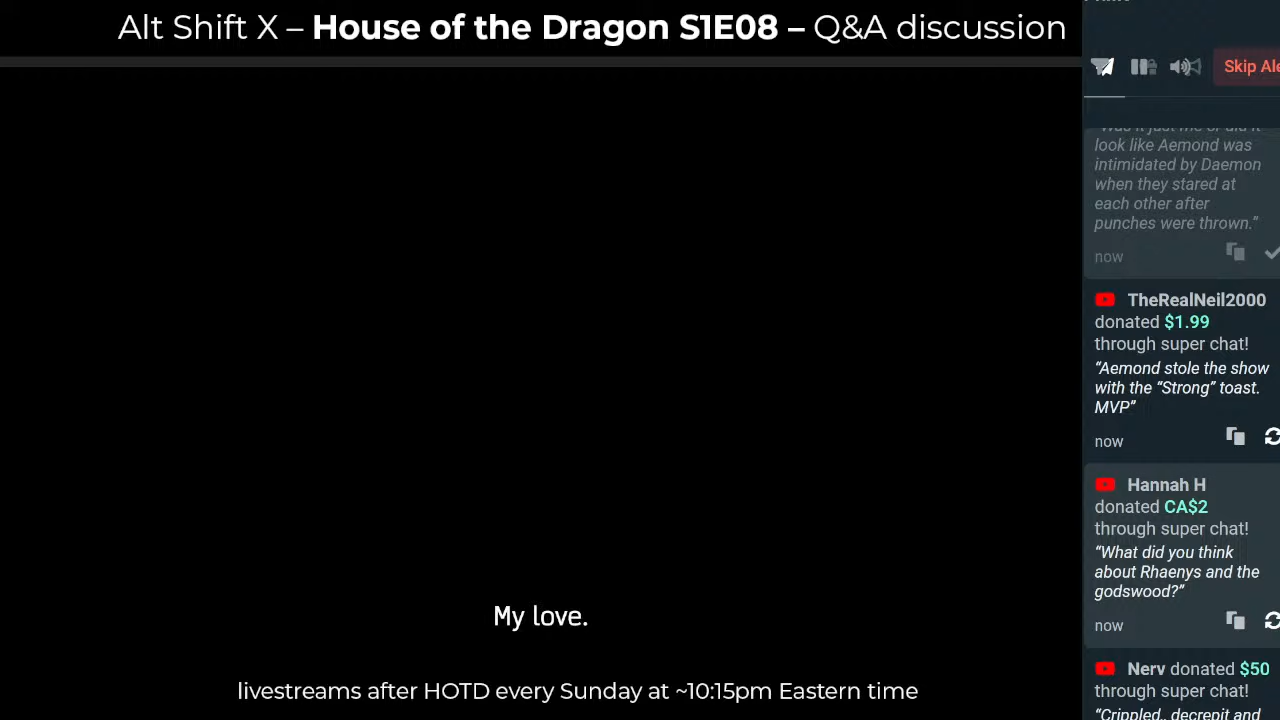 Alt Shift X – House of the Dragon S1E08 – Q&A discussion
Skip Ale
look like Aemond was
intimidated by Daemon
when they stared at
each other after
punches were thrown.”
now
TheRealNeil2000
donated $1.99
through super chat!
“Aemond stole the show
with the “Strong” toast.
MVP”
now
Hannah H
donated CA$2
through super chat!
“What did you think
about Rhaenys and the
godswood?”
now
Nerv donated $50
through super chat!
“Crippled., decrepit and
My love.
livestreams after HOTD every Sunday at ~10:15pm Eastern time